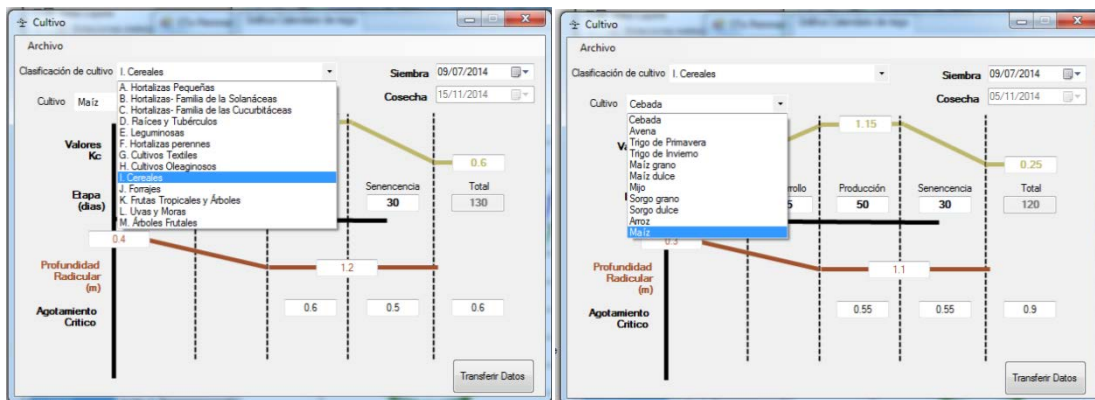 Cultivo
Archivo
Clasificación de cultivo I. Cereales
Siembra 09/07/2014
Cultivo Maíz
Cosecha 15/11/2014
A. Hortalizas Pequeñas
B. Hortalizas- Familia de la Solanáceas
C. Hortalizas- Familia de las Cucurbitáceas
D. Raíces y Tubérculos
E. Leguminosas
F. Hortalizas perennes
G. Cultivos Textiles
H. Cultivos Oleaginosos
I. Cereales
J. Forrajes
K. Frutas Tropicales y Árboles
L. Uvas y Moras
M. Árboles Frutales
Valores
Kc
0.6
Etapa
(días)
Senencencia
Total
30
130
0.4
Profundidad
Radicular
(m)
1.2
Agotamiento
Critico
0.6
0.5
0.6
Transferir Datos
Cultivo
Archivo
Clasificación de cultivo I. Cereales
Siembra 09/07/2014
Cultivo Cebada
Cosecha 05/11/2014
Cebada
Avena
Trigo de Primavera
Trigo de Invierno
Maíz grano
Maíz dulce
Mijo
Sorgo grano
Sorgo dulce
Arroz
Maíz
1.15
0.25
Producción
Senencencia
Total
50
30
120
0.3
Profundidad
Radicular
(m)
1.1
Agotamiento
Critico
0.55
0.55
0.9
Transferir Datos